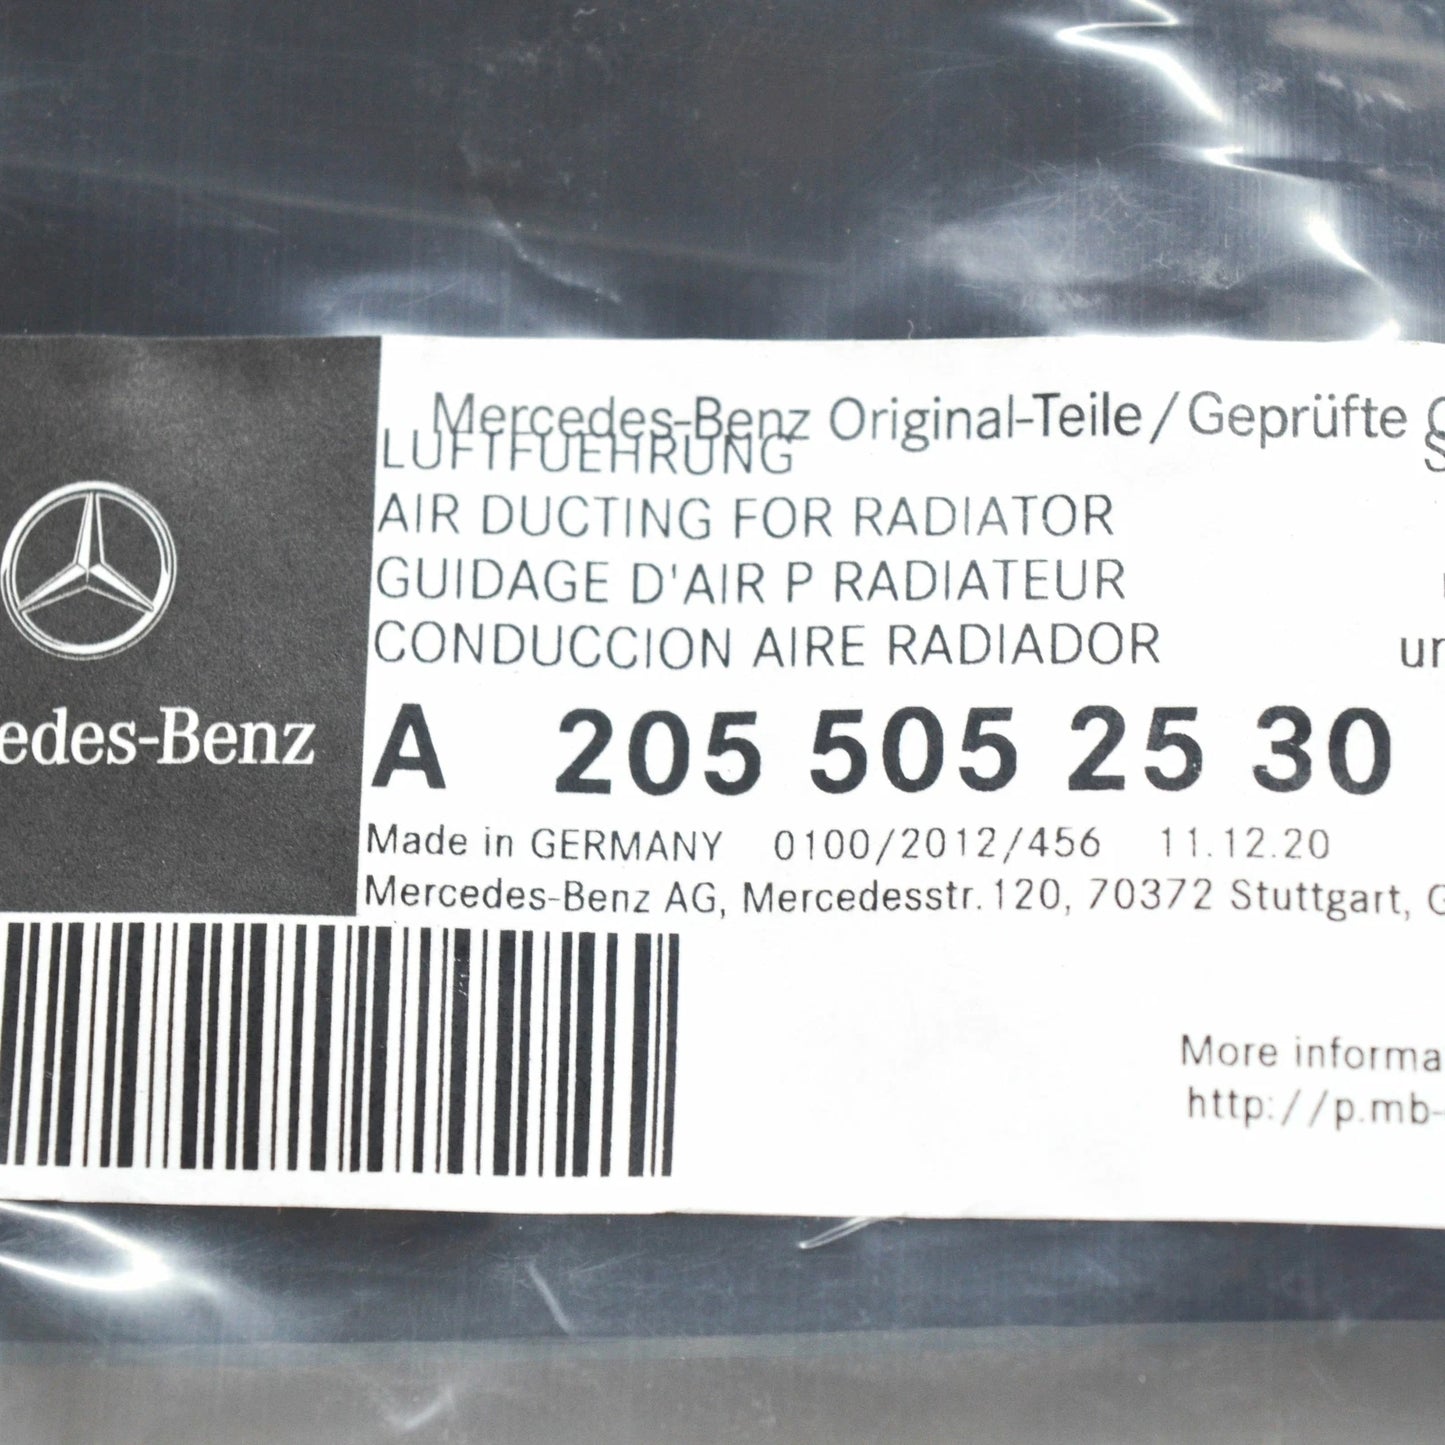 Mercedes-Benz Original-Teile/Geprüfte
LUFTFUEHRUNG
AIR DUCTING FOR RADIATOR
GUIDAGE D'AIR P RADIATEUR
CONDUCCION AIRE RADIADOR
edes-Benz
A 205 505 25 30
Made in GERMANY 0100/2012/456 11.12.20
Mercedes-Benz AG, Mercedesstr. 120, 70372 Stuttgart, G
More informa
http://p.mb-